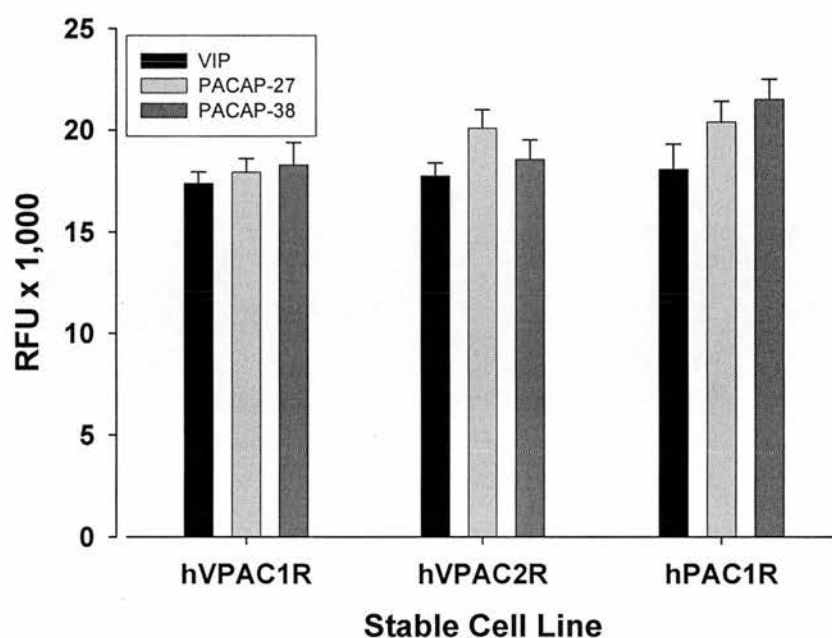 25
20
15
10
5
0
RFU x 1,000
VIP
PACAP-27
PACAP-38
hVPAC1R hVPAC2R hPAC1R
Stable Cell Line